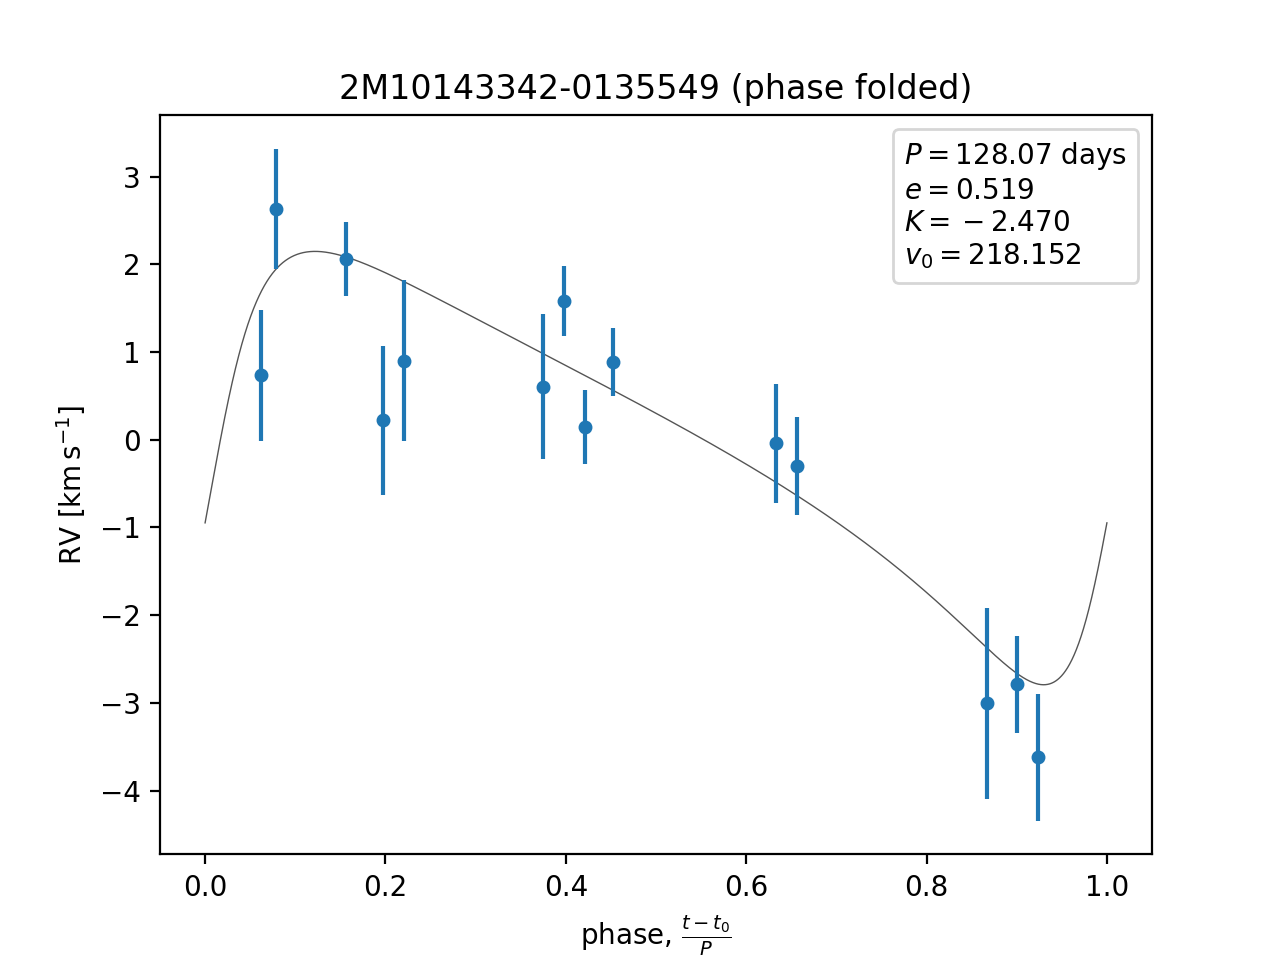 2M10143342-0135549 (phase folded)
P = 128.07 days
e = 0.519
K = −2.470
v₀ = 218.152
RV [km s⁻¹]
3
2
1
0
−1
−2
−3
−4
0.0 0.2 0.4 0.6 0.8 1.0
phase, (t − t₀)/P